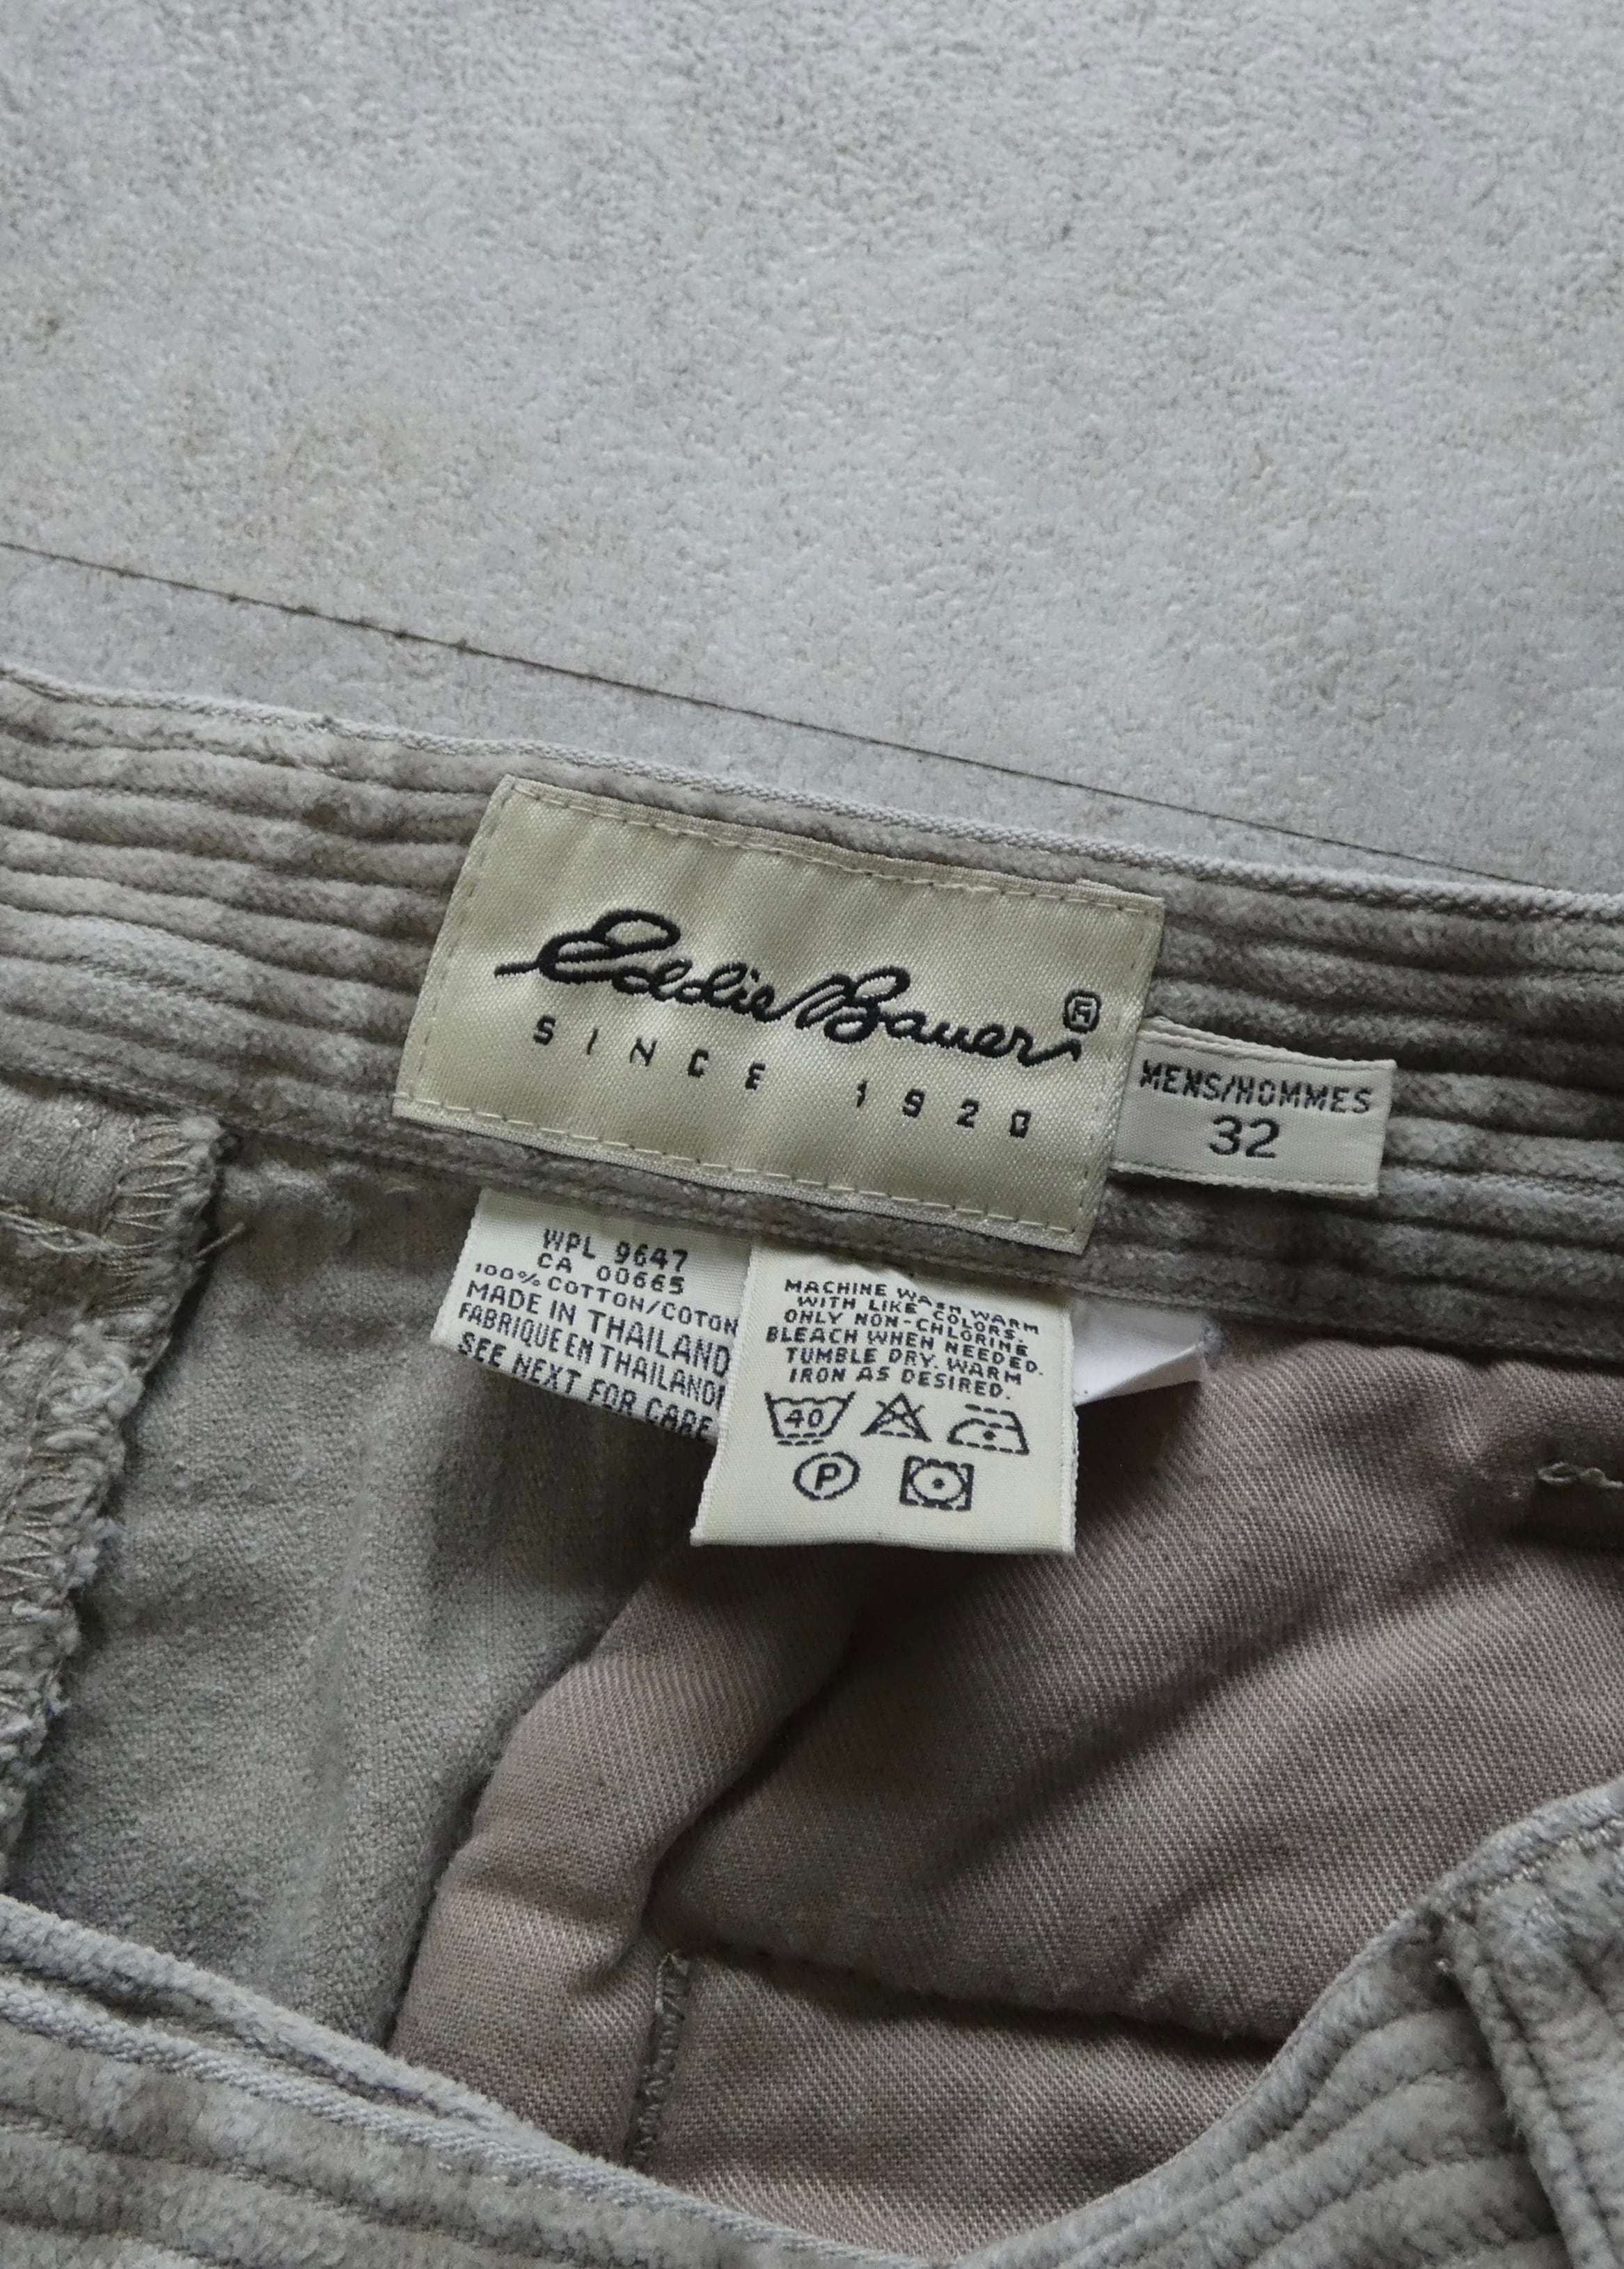 Eddie Bauer®
SINCE 1920
MENS/HOMMES
32
WPL 9647
CA 00665
100% COTTON/COTON
MADE IN THAILAND
FABRIQUE EN THAILANDE
SEE NEXT FOR CARE
MACHINE WASH WARM
WITH LIKE COLORS.
ONLY NON-CHLORINE
BLEACH WHEN NEEDED.
TUMBLE DRY. WARM
IRON AS DESIRED.
40
P